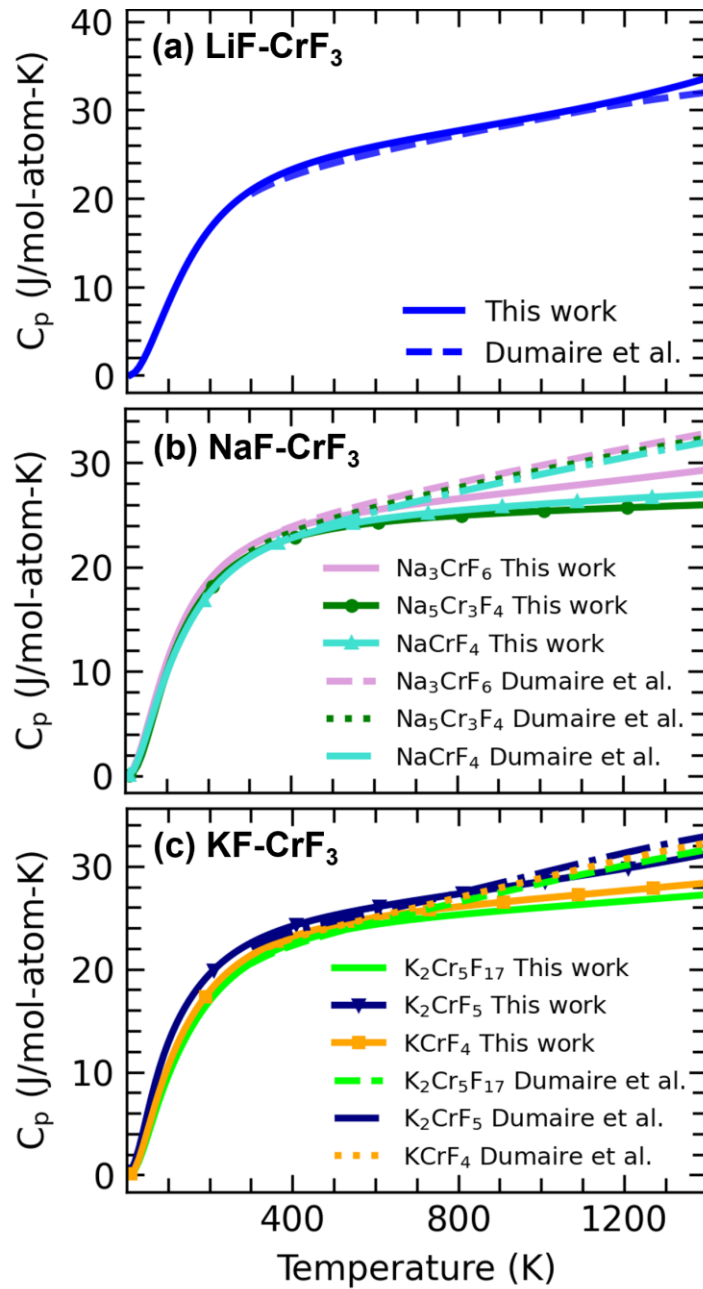 (a) LiF-CrF₃
40
30
20
10
0
Cₚ (J/mol-atom-K)
This work
Dumaire et al.
(b) NaF-CrF₃
30
20
10
0
Cₚ (J/mol-atom-K)
Na₃CrF₆ This work
Na₅Cr₃F₄ This work
NaCrF₄ This work
Na₃CrF₆ Dumaire et al.
Na₅Cr₃F₄ Dumaire et al.
NaCrF₄ Dumaire et al.
(c) KF-CrF₃
30
20
10
0
Cₚ (J/mol-atom-K)
K₂Cr₅F₁₇ This work
K₂CrF₅ This work
KCrF₄ This work
K₂Cr₅F₁₇ Dumaire et al.
K₂CrF₅ Dumaire et al.
KCrF₄ Dumaire et al.
400 800 1200
Temperature (K)